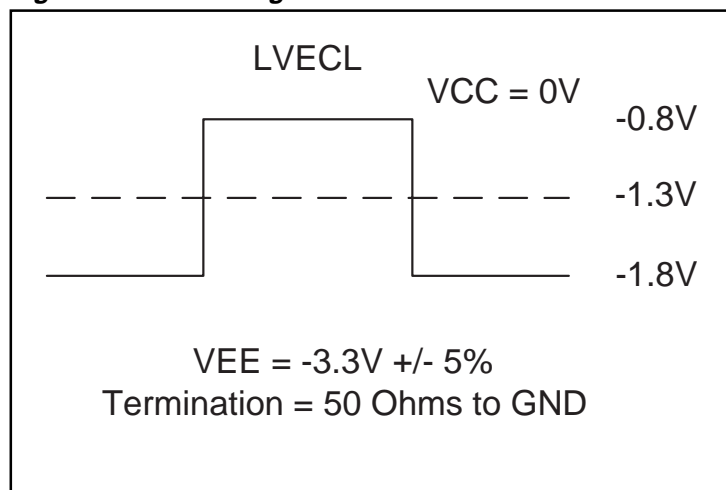 LVECL
VCC = 0V
-0.8V
-1.3V
-1.8V
VEE = -3.3V +/- 5%
Termination = 50 Ohms to GND